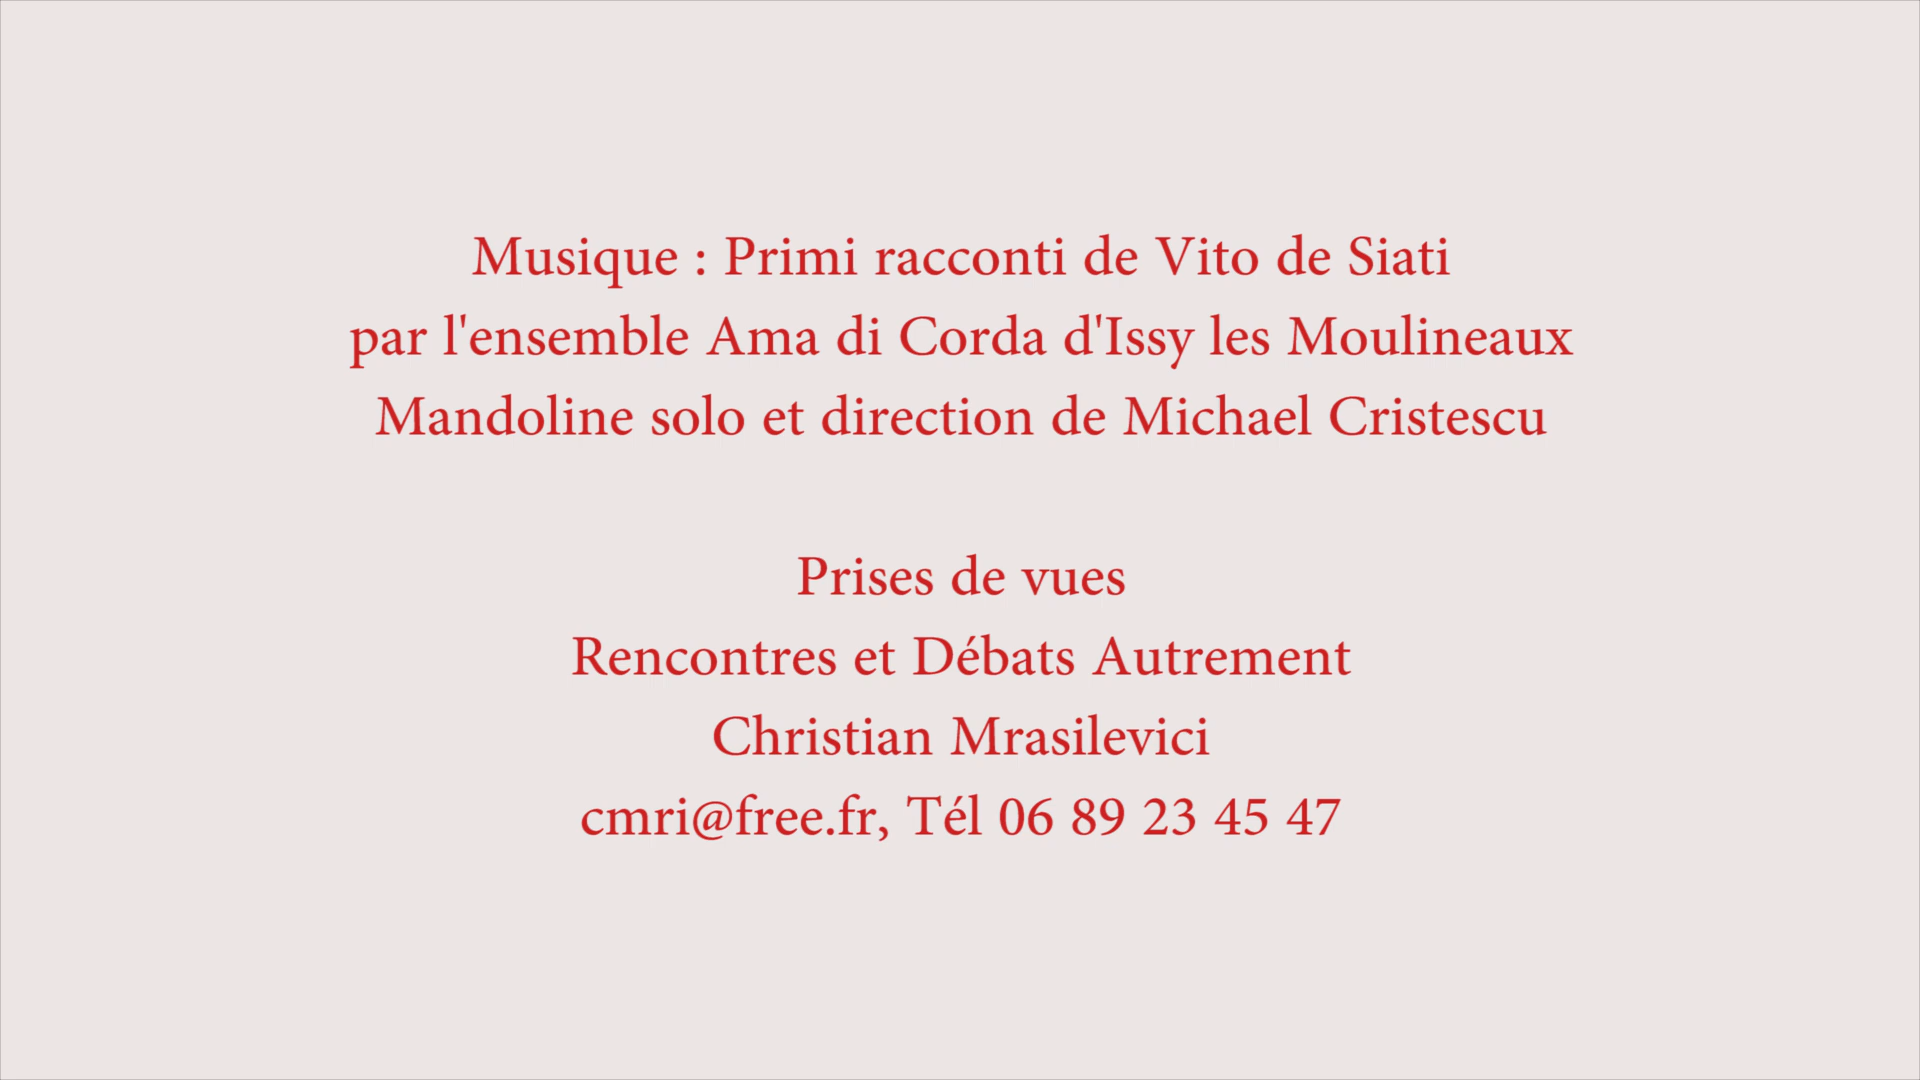 Musique : Primi racconti de Vito de Siati
par l'ensemble Ama di Corda d'Issy les Moulineaux
Mandoline solo et direction de Michael Cristescu
Prises de vues
Rencontres et Débats Autrement
Christian Mrasilevici
cmri@free.fr, Tél 06 89 23 45 47